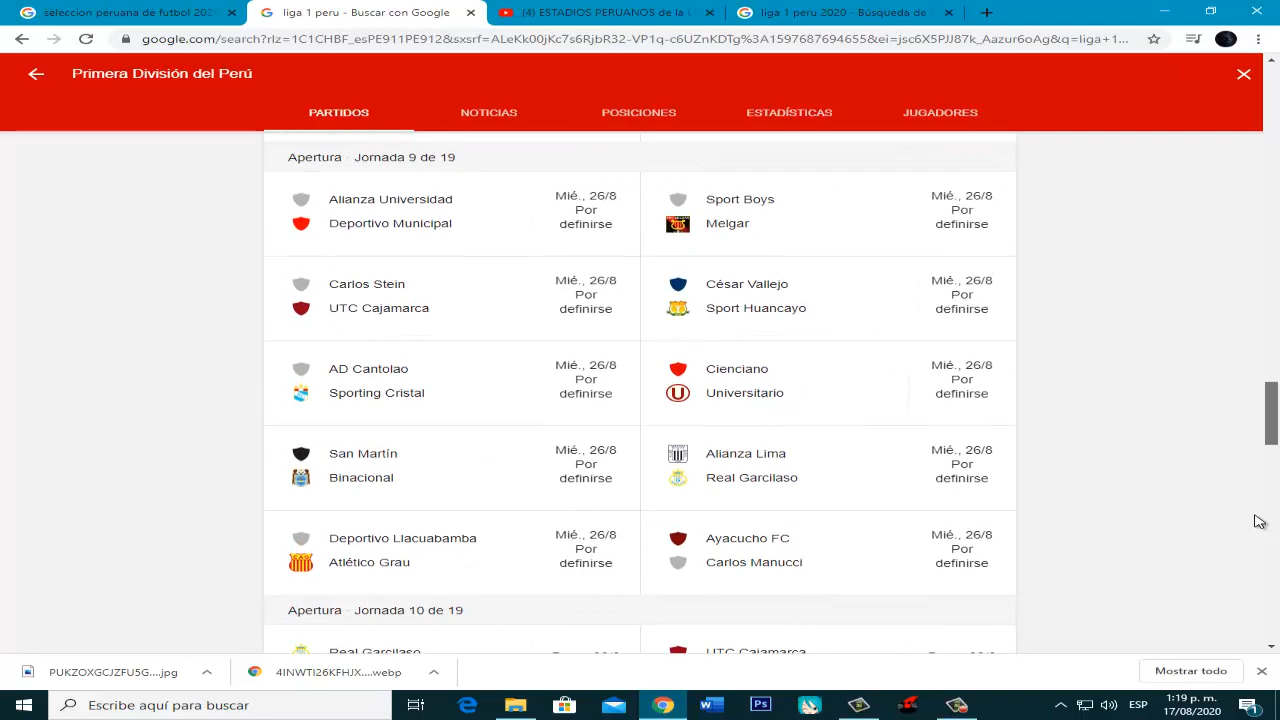 seleccion peruana de futbol 202
liga 1 peru - Buscar con Google
(4) ESTADIOS PERUANOS de la L
liga 1 peru 2020 - Búsqueda de
google.com/search?rlz=1C1CHBF_esPE911PE912&sxsrf=ALeKk00jKc7s6RjbR32-VP1q-c6UZnKDTg%3A1597687694655&ei=jsc6X5PJJ87k_Aazur6oAg&q=liga+1...
Primera División del Perú
PARTIDOS
NOTICIAS
POSICIONES
ESTADÍSTICAS
JUGADORES
Apertura · Jornada 9 de 19
Alianza Universidad
Deportivo Municipal
Mié., 26/8
Por
definirse
Sport Boys
Melgar
Mié., 26/8
Por
definirse
Carlos Stein
UTC Cajamarca
Mié., 26/8
Por
definirse
César Vallejo
Sport Huancayo
Mié., 26/8
Por
definirse
AD Cantolao
Sporting Cristal
Mié., 26/8
Por
definirse
Cienciano
Universitario
Mié., 26/8
Por
definirse
San Martín
Binacional
Mié., 26/8
Por
definirse
Alianza Lima
Real Garcilaso
Mié., 26/8
Por
definirse
Deportivo Llacuabamba
Atlético Grau
Mié., 26/8
Por
definirse
Ayacucho FC
Carlos Manucci
Mié., 26/8
Por
definirse
Apertura · Jornada 10 de 19
Real Garcilaso
UTC Cajamarca
PUKZOXGCJZFU5G....jpg
4INWTI26KFHJX....webp
Mostrar todo
Escribe aquí para buscar
ESP
1:19 p. m.
17/08/2020